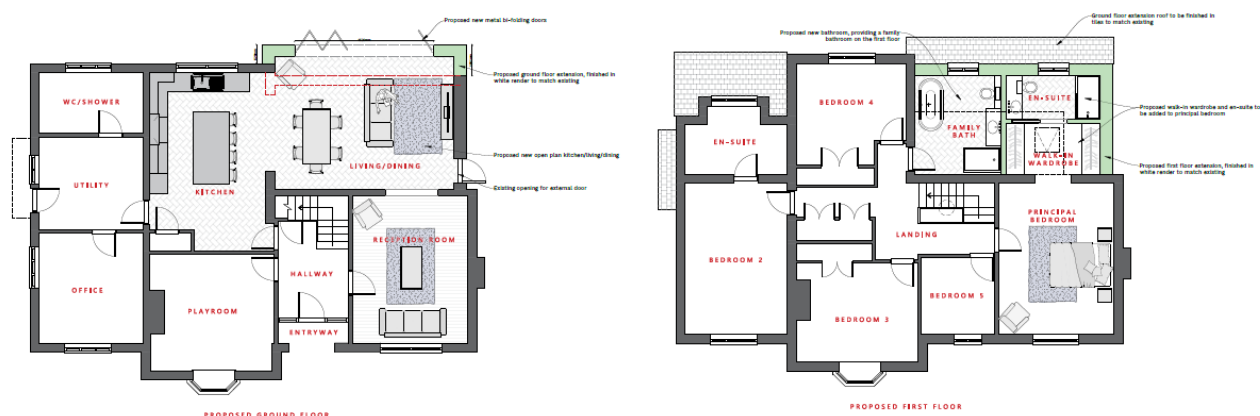 Proposed new metal bi-folding doors
Proposed ground floor extension, finished in
white render to match existing
WC/SHOWER
UTILITY
KITCHEN
LIVING/DINING
Proposed new open plan kitchen/living/dining
Existing opening for external door
RECEPTION ROOM
HALLWAY
OFFICE
PLAYROOM
ENTRYWAY
PROPOSED GROUND FLOOR
Ground floor extension roof to be finished in
tiles to match existing
Proposed new bathroom, providing a family
bathroom on the first floor
BEDROOM 4
EN-SUITE
Proposed walk-in wardrobe and en-suite to
be added to principal bedroom
FAMILY
BATH
EN-SUITE
WALK-IN
WARDROBE
Proposed first floor extension, finished in
white render to match existing
PRINCIPAL
BEDROOM
LANDING
BEDROOM 2
BEDROOM 5
BEDROOM 3
PROPOSED FIRST FLOOR